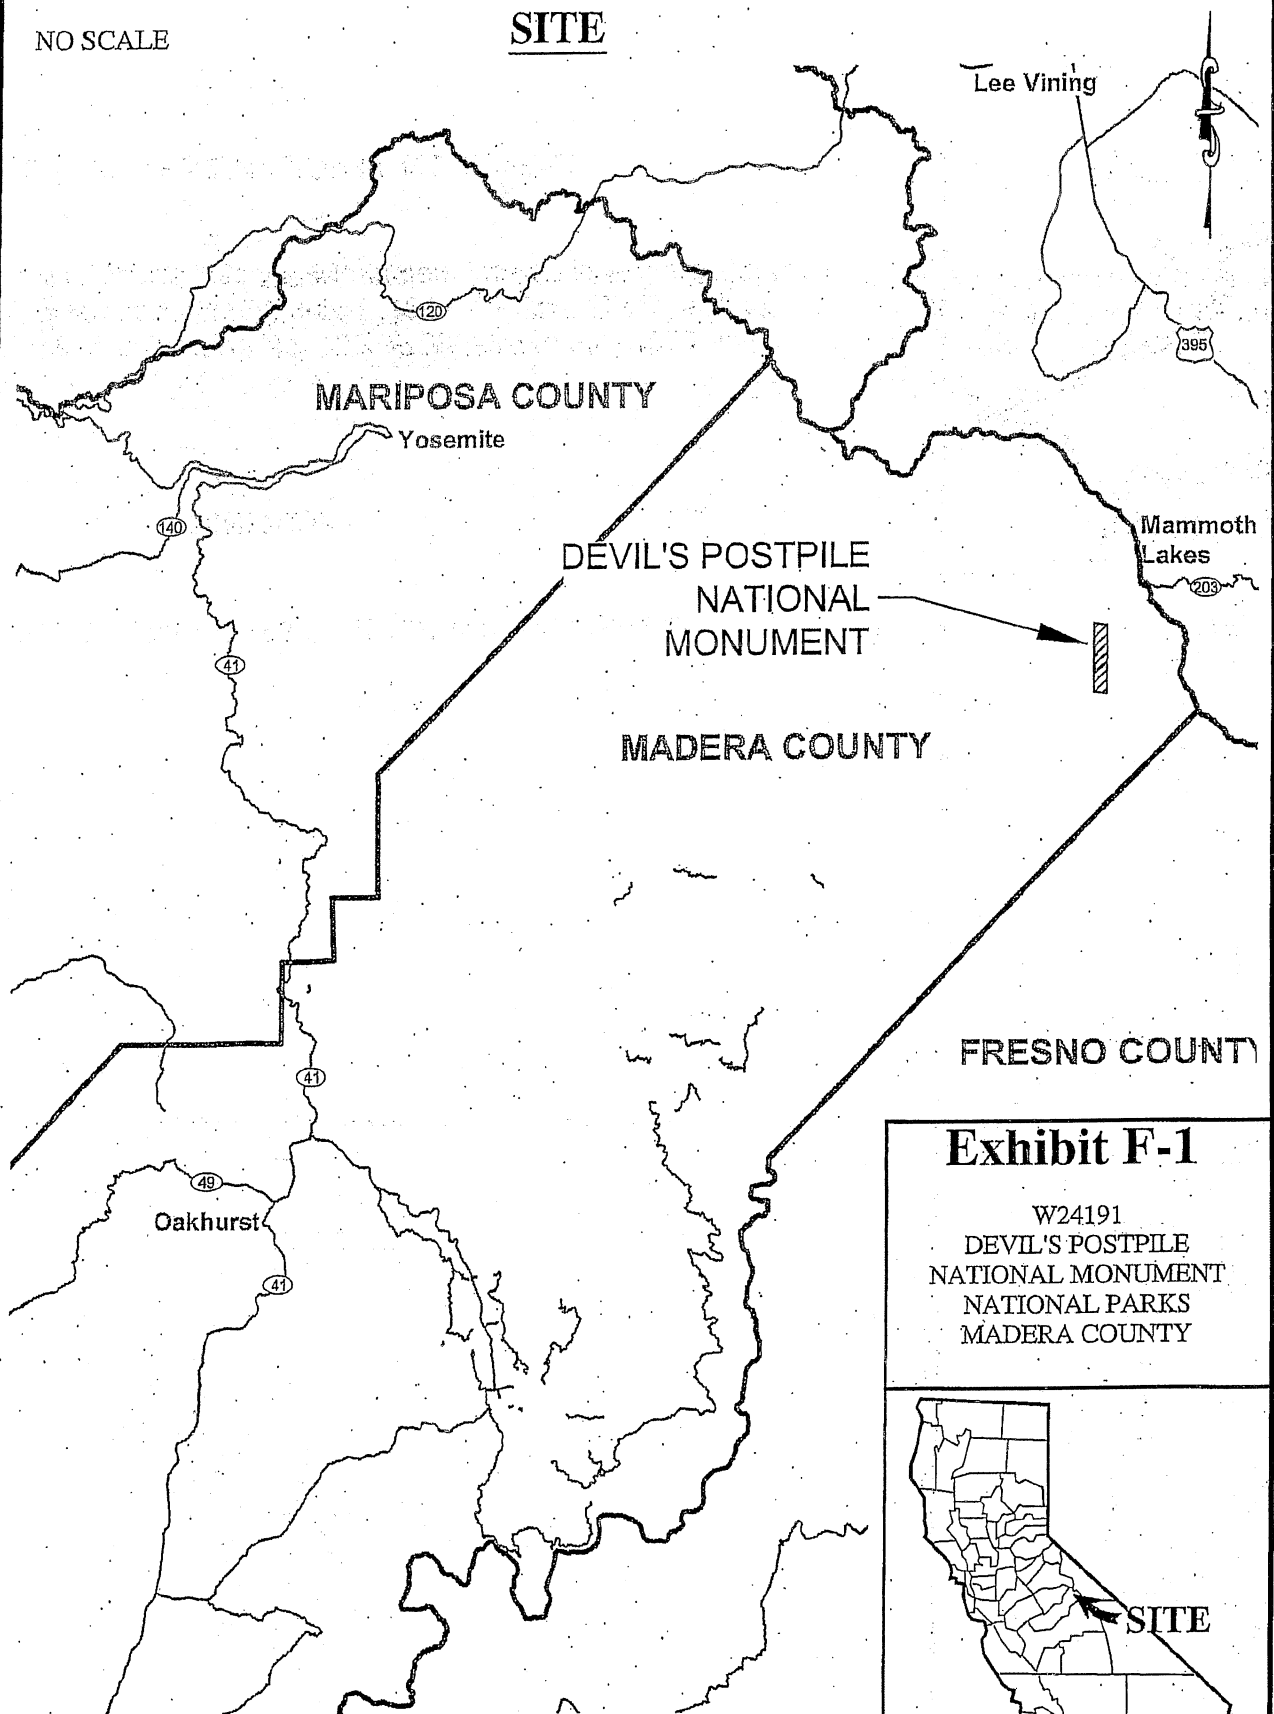 NO SCALE
SITE
Lee Vining
120
395
MARIPOSA COUNTY
Yosemite
140
Mammoth
Lakes
203
DEVIL'S POSTPILE
NATIONAL
MONUMENT
41
MADERA COUNTY
FRESNO COUNTY
41
49
Oakhurst
41
Exhibit F-1
W24191
DEVIL'S POSTPILE
NATIONAL MONUMENT
NATIONAL PARKS
MADERA COUNTY
SITE